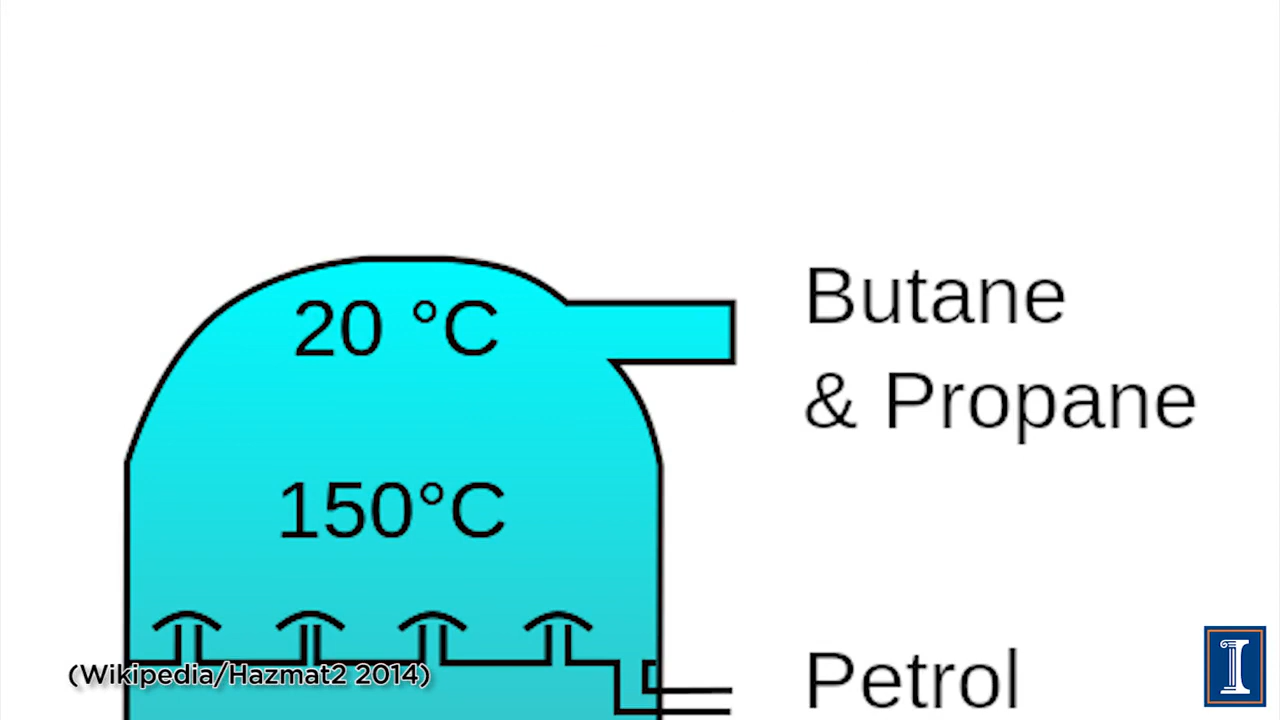 20 °C
Butane
& Propane
150°C
Petrol
(Wikipedia/Hazmat2 2014)
I